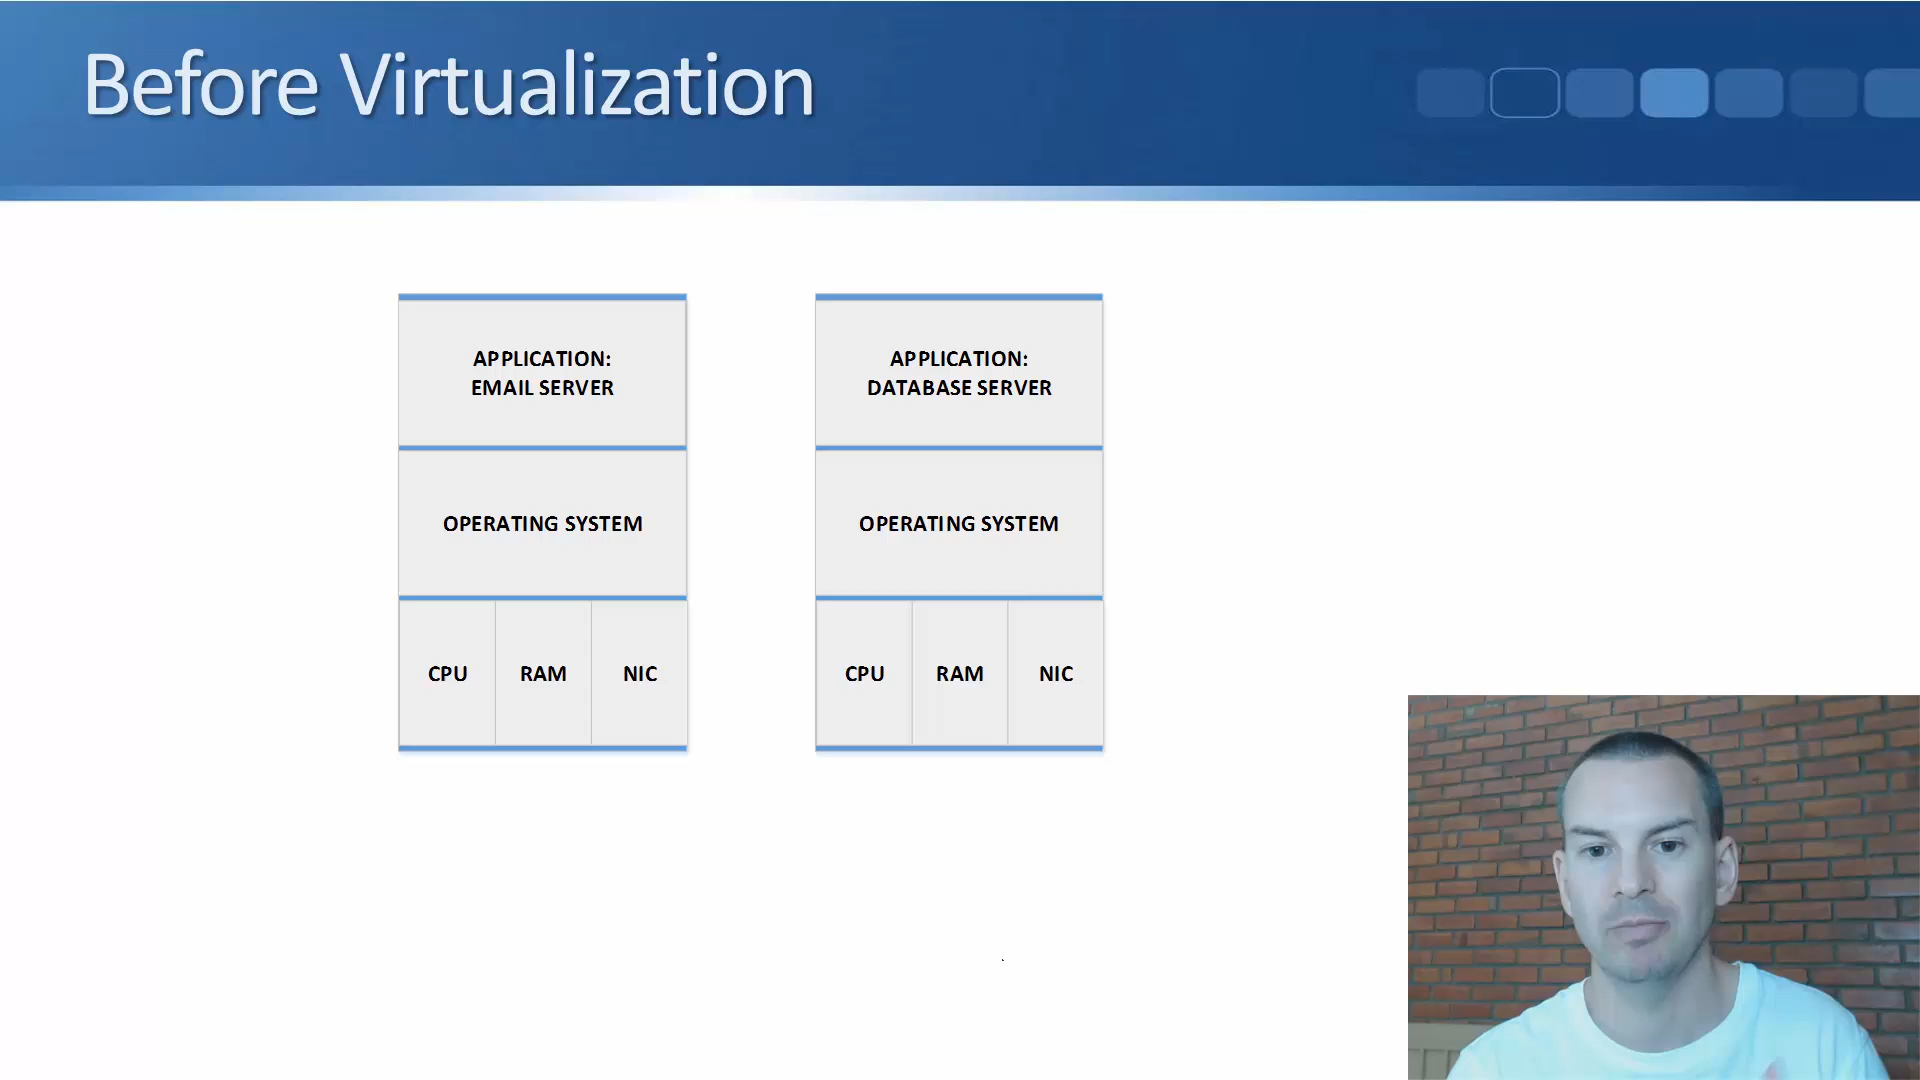 Before Virtualization
APPLICATION:
EMAIL SERVER
OPERATING SYSTEM
CPU RAM NIC
APPLICATION:
DATABASE SERVER
OPERATING SYSTEM
CPU RAM NIC